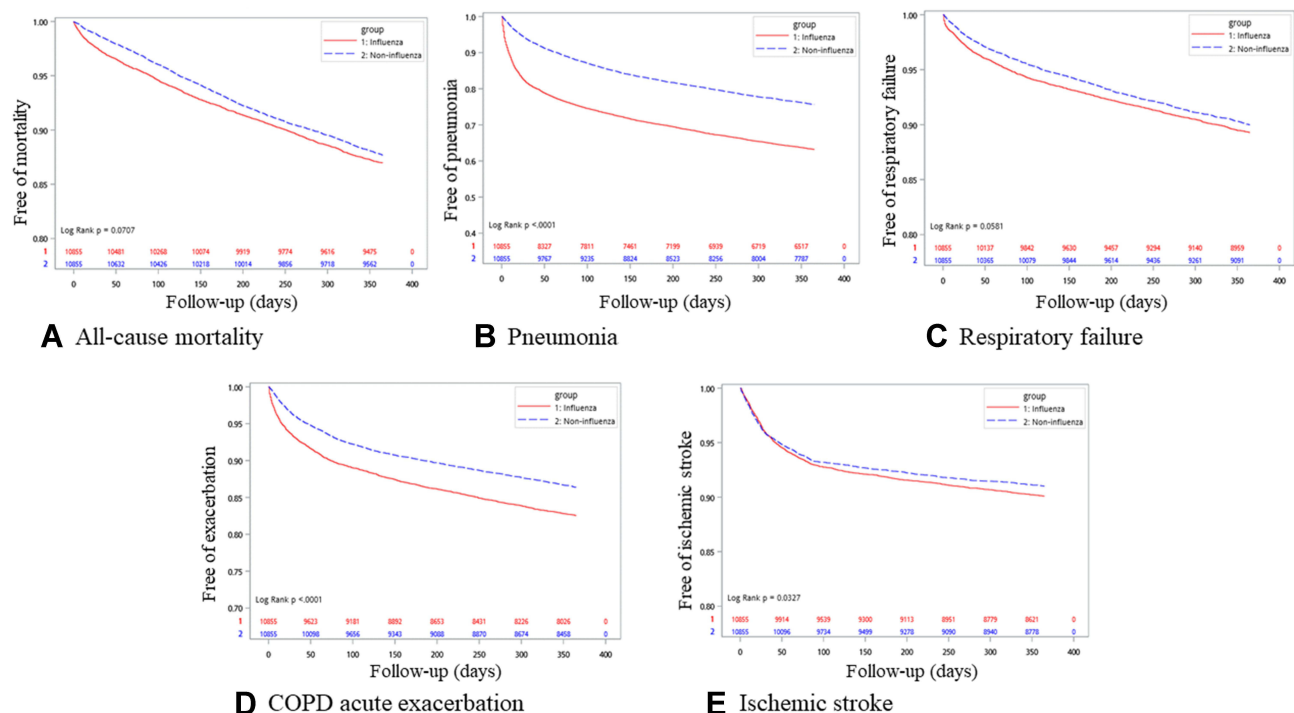 1.00
0.95
0.90
0.85
0.80
Free of mortality
group
1: Influenza
2: Non-influenza
Log Rank p = 0.0707
1 10855 10481 10268 10074 9919 9774 9616 9475 0
2 10855 10632 10426 10218 10014 9856 9718 9562 0
0 50 100 150 200 250 300 350 400
Follow-up (days)
A All-cause mortality
1.0
0.9
0.8
0.7
0.6
0.5
0.4
Free of pneumonia
group
1: Influenza
2: Non-influenza
Log Rank p <.0001
1 10855 8327 7811 7461 7199 6939 6719 6517 0
2 10855 9767 9235 8824 8523 8256 8004 7787 0
0 50 100 150 200 250 300 350 400
Follow-up (days)
B Pneumonia
1.00
0.95
0.90
0.85
0.80
Free of respiratory failure
group
1: Influenza
2: Non-influenza
Log Rank p = 0.0581
1 10855 10137 9842 9630 9457 9294 9140 8959 0
2 10855 10365 10079 9844 9614 9436 9261 9091 0
0 50 100 150 200 250 300 350 400
Follow-up (days)
C Respiratory failure
1.00
0.95
0.90
0.85
0.80
0.75
0.70
Free of exacerbation
group
1: Influenza
2: Non-influenza
Log Rank p <.0001
1 10855 9623 9181 8892 8653 8431 8226 8026 0
2 10855 10098 9656 9343 9088 8870 8674 8458 0
0 50 100 150 200 250 300 350 400
Follow-up (days)
D COPD acute exacerbation
1.00
0.95
0.90
0.85
0.80
Free of ischemic stroke
group
1: Influenza
2: Non-influenza
Log Rank p = 0.0327
1 10855 9914 9539 9300 9113 8951 8779 8621 0
2 10855 10096 9734 9499 9278 9090 8940 8778 0
0 50 100 150 200 250 300 350 400
Follow-up (days)
E Ischemic stroke